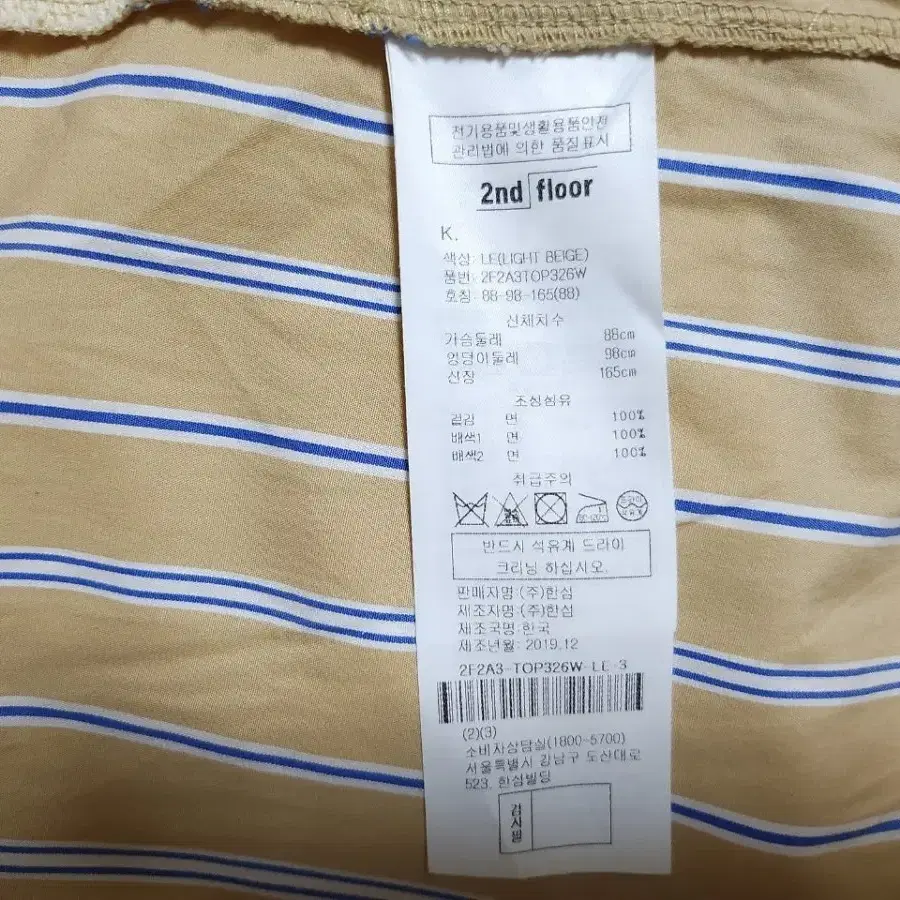 전기용품및생활용품안전
관리법에 의한 품질표시
2nd floor
K.
색상: LE(LIGHT BEIGE)
품번: 2F2A3TOP326W
호칭: 88-98-165(88)
신체치수
가슴둘레 88cm
엉덩이둘레 98cm
신장 165cm
조성섬유
겉감 면 100%
배색1 면 100%
배색2 면 100%
취급주의
드라이
석유계
반드시 석유계 드라이
크리닝 하십시오.
판매자명:(주)한섬
제조자명:(주)한섬
제조국명:한국
제조년월: 2019.12
2F2A3-TOP326W-LE-3
(2)(3)
소비자상담실(1800-5700)
서울특별시 강남구 도산대로
523, 한섬빌딩
검사필